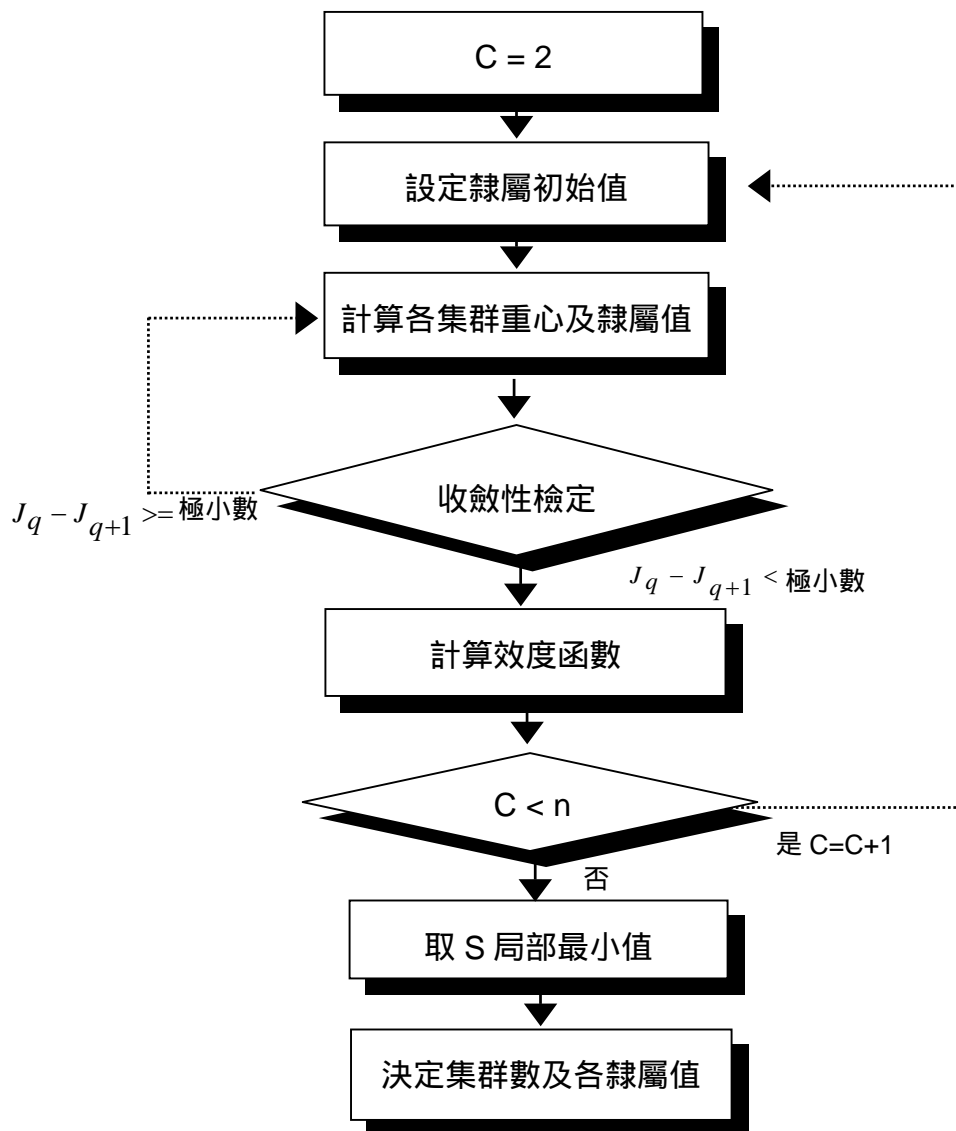 C = 2
設定隸屬初始值
計算各集群重心及隸屬值
收斂性檢定
J_q − J_{q+1} >= 極小數
J_q − J_{q+1} < 極小數
計算效度函數
C < n
是 C=C+1
否
取 S 局部最小值
決定集群數及各隸屬值